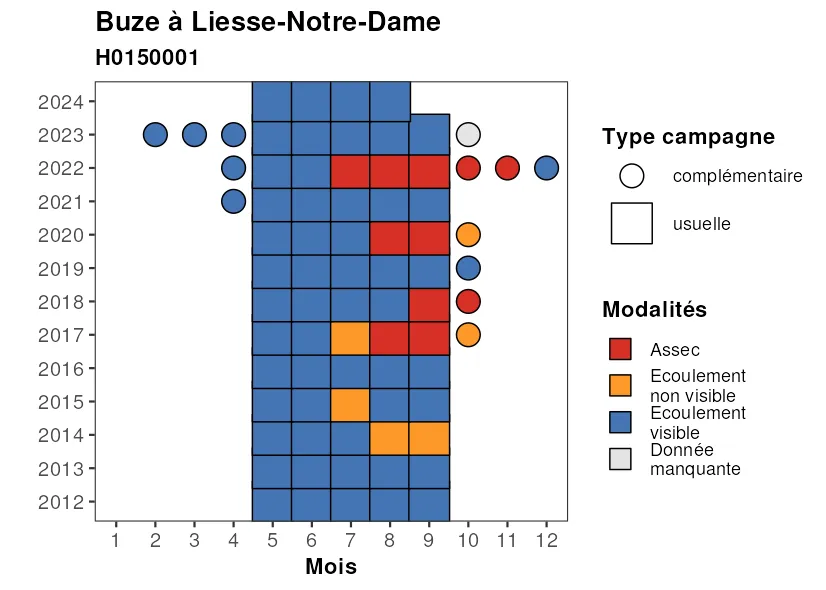 Buze à Liesse-Notre-Dame
H0150001
2024
2023
2022
2021
2020
2019
2018
2017
2016
2015
2014
2013
2012
1 2 3 4 5 6 7 8 9 10 11 12
Mois
Type campagne
complémentaire
usuelle
Modalités
Assec
Ecoulement
non visible
Ecoulement
visible
Donnée
manquante